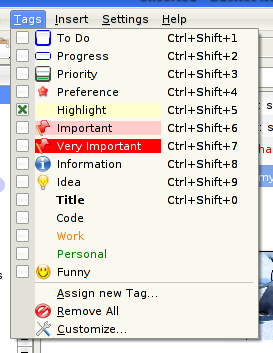 Tags Insert Settings Help
To Do Ctrl+Shift+1
Progress Ctrl+Shift+2
Priority Ctrl+Shift+3
Preference Ctrl+Shift+4
Highlight Ctrl+Shift+5
Important Ctrl+Shift+6
Very Important Ctrl+Shift+7
Information Ctrl+Shift+8
Idea Ctrl+Shift+9
Title Ctrl+Shift+0
Code
Work
Personal
Funny
Assign new Tag...
Remove All
Customize...